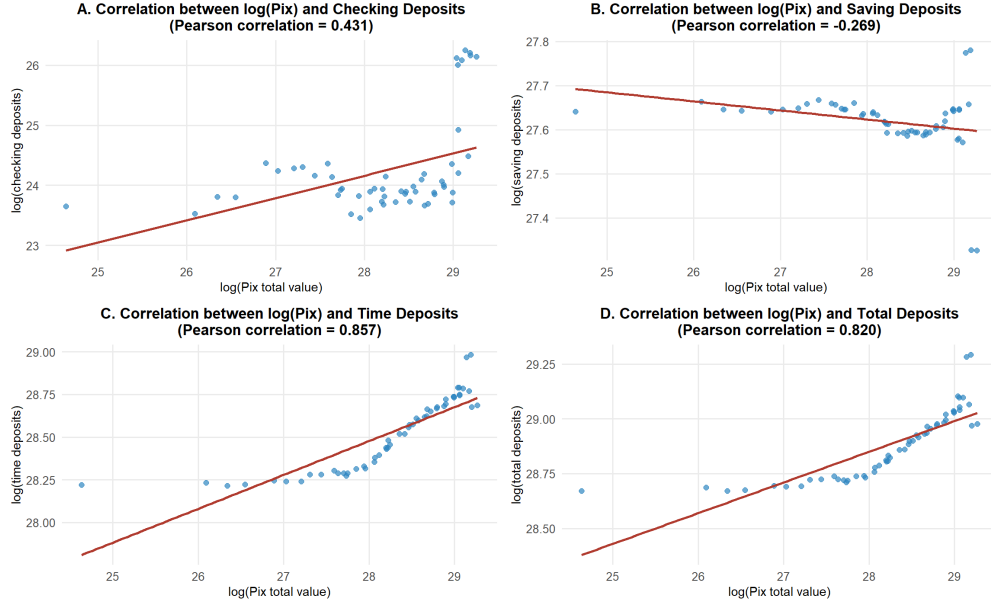 A. Correlation between log(Pix) and Checking Deposits
(Pearson correlation = 0.431)
26
25
24
23
log(checking deposits)
25 26 27 28 29
log(Pix total value)
B. Correlation between log(Pix) and Saving Deposits
(Pearson correlation = -0.269)
27.8
27.7
27.6
27.5
27.4
log(saving deposits)
25 26 27 28 29
log(Pix total value)
C. Correlation between log(Pix) and Time Deposits
(Pearson correlation = 0.857)
29.00
28.75
28.50
28.25
28.00
log(time deposits)
25 26 27 28 29
log(Pix total value)
D. Correlation between log(Pix) and Total Deposits
(Pearson correlation = 0.820)
29.25
29.00
28.75
28.50
log(total deposits)
25 26 27 28 29
log(Pix total value)